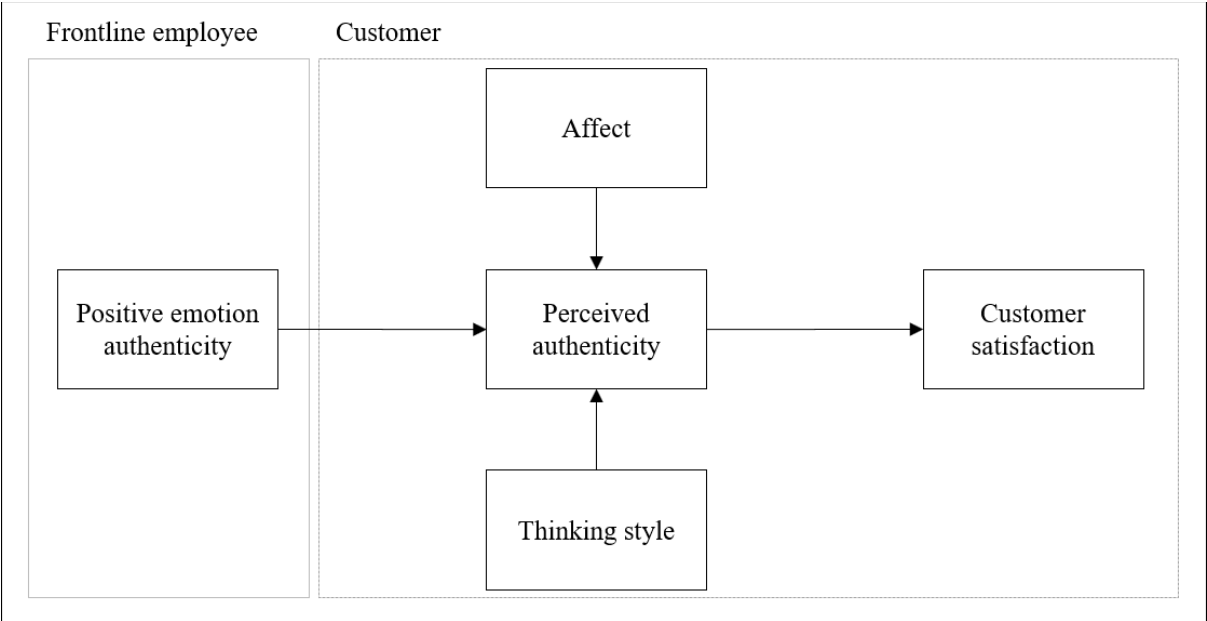 Frontline employee
Customer
Affect
Positive emotion
authenticity
Perceived
authenticity
Customer
satisfaction
Thinking style